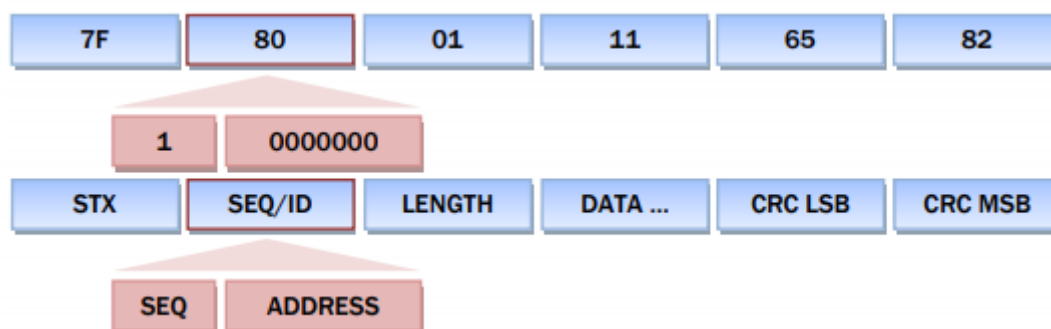 7F 80 01 11 65 82
1 0000000
STX SEQ/ID LENGTH DATA ... CRC LSB CRC MSB
SEQ ADDRESS